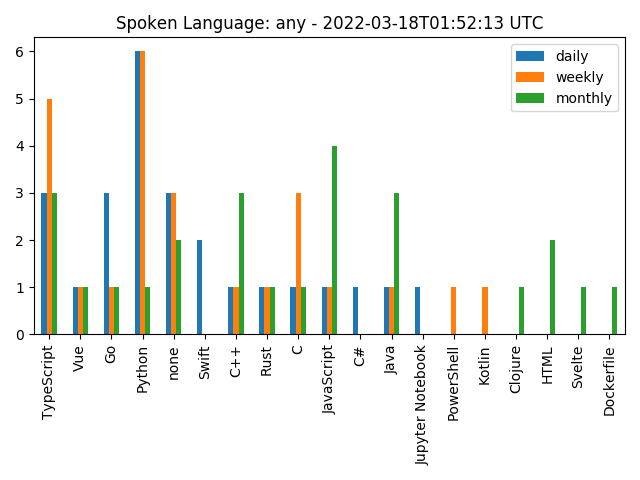 Spoken Language: any - 2022-03-18T01:52:13 UTC
daily
weekly
monthly
6
5
4
3
2
1
0
TypeScript
Vue
Go
Python
none
Swift
C++
Rust
C
JavaScript
C#
Java
Jupyter Notebook
PowerShell
Kotlin
Clojure
HTML
Svelte
Dockerfile